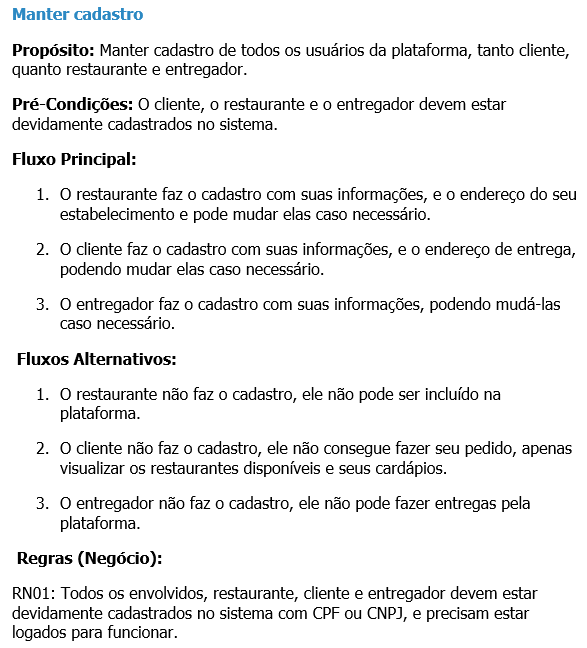 Manter cadastro
Propósito: Manter cadastro de todos os usuários da plataforma, tanto cliente,
quanto restaurante e entregador.
Pré-Condições: O cliente, o restaurante e o entregador devem estar
devidamente cadastrados no sistema.
Fluxo Principal:
1. O restaurante faz o cadastro com suas informações, e o endereço do seu
estabelecimento e pode mudar elas caso necessário.
2. O cliente faz o cadastro com suas informações, e o endereço de entrega,
podendo mudar elas caso necessário.
3. O entregador faz o cadastro com suas informações, podendo mudá-las
caso necessário.
Fluxos Alternativos:
1. O restaurante não faz o cadastro, ele não pode ser incluído na
plataforma.
2. O cliente não faz o cadastro, ele não consegue fazer seu pedido, apenas
visualizar os restaurantes disponíveis e seus cardápios.
3. O entregador não faz o cadastro, ele não pode fazer entregas pela
plataforma.
Regras (Negócio):
RN01: Todos os envolvidos, restaurante, cliente e entregador devem estar
devidamente cadastrados no sistema com CPF ou CNPJ, e precisam estar
logados para funcionar.